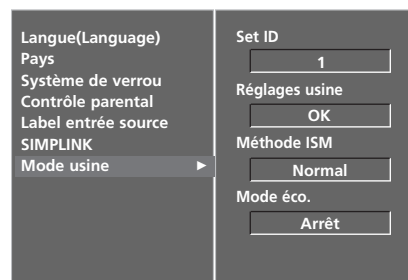 Langue(Language)
Pays
Système de verrou
Contrôle parental
Label entrée source
SIMPLINK
Mode usine ►
Set ID
1
Réglages usine
OK
Méthode ISM
Normal
Mode éco.
Arrêt